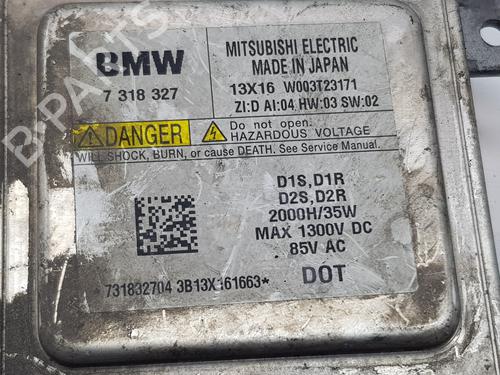 BMW
7 318 327
MITSUBISHI ELECTRIC
MADE IN JAPAN
13X16 W003T23171
ZI:D AI:04 HW:03 SW:02
DANGER
Do not open.
HAZARDOUS VOLTAGE
WILL SHOCK, BURN, or cause DEATH. See Service Manual.
D1S, D1R
D2S, D2R
2000H/35W
MAX 1300V DC
85V AC
DOT
*731832704 3B13X161663*
B-PARTS